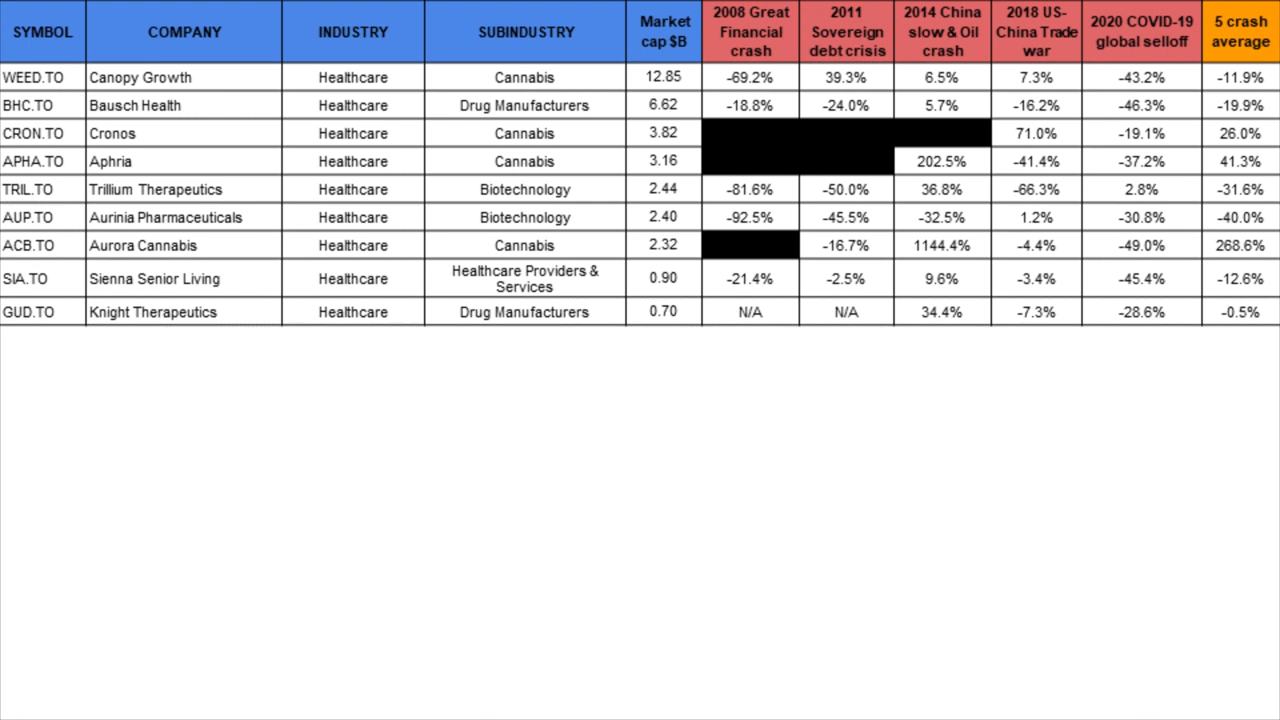 SYMBOL COMPANY INDUSTRY SUBINDUSTRY Market cap $B 2008 Great Financial crash 2011 Sovereign debt crisis 2014 China slow & Oil crash 2018 US-China Trade war 2020 COVID-19 global selloff 5 crash average
WEED.TO Canopy Growth Healthcare Cannabis 12.85 -69.2% 39.3% 6.5% 7.3% -43.2% -11.9%
BHC.TO Bausch Health Healthcare Drug Manufacturers 6.62 -18.8% -24.0% 5.7% -16.2% -46.3% -19.9%
CRON.TO Cronos Healthcare Cannabis 3.82 71.0% -19.1% 26.0%
APHA.TO Aphria Healthcare Cannabis 3.16 202.5% -41.4% -37.2% 41.3%
TRIL.TO Trillium Therapeutics Healthcare Biotechnology 2.44 -81.6% -50.0% 36.8% -66.3% 2.8% -31.6%
AUP.TO Aurinia Pharmaceuticals Healthcare Biotechnology 2.40 -92.5% -45.5% -32.5% 1.2% -30.8% -40.0%
ACB.TO Aurora Cannabis Healthcare Cannabis 2.32 -16.7% 1144.4% -4.4% -49.0% 268.6%
SIA.TO Sienna Senior Living Healthcare Healthcare Providers & Services 0.90 -21.4% -2.5% 9.6% -3.4% -45.4% -12.6%
GUD.TO Knight Therapeutics Healthcare Drug Manufacturers 0.70 N/A N/A 34.4% -7.3% -28.6% -0.5%